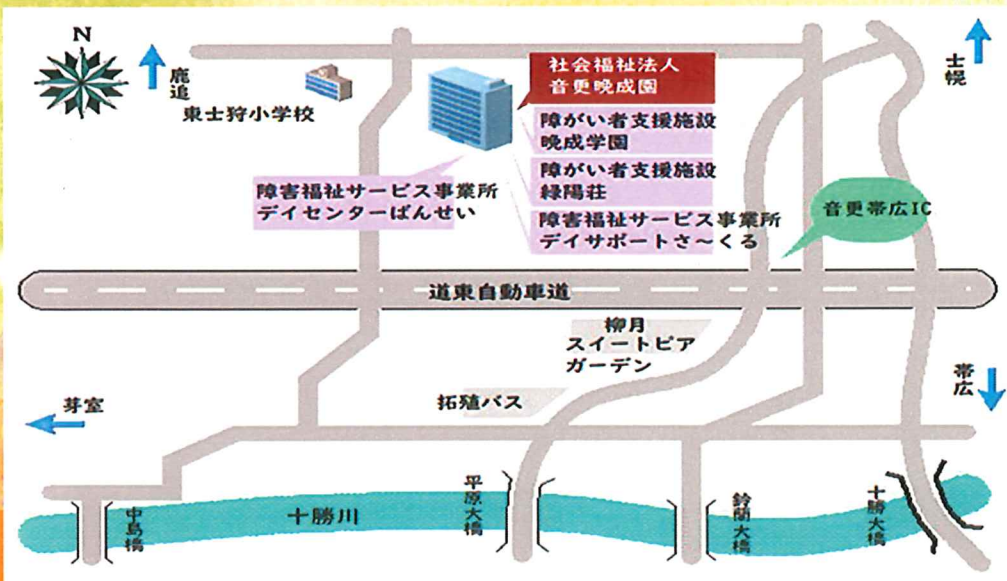 N
鹿追
士幌
東士狩小学校
社会福祉法人
音更晩成園
障がい者支援施設
晩成学園
障がい者支援施設
緑陽荘
障害福祉サービス事業所
デイセンターばんせい
障害福祉サービス事業所
デイサポートさ～くる
音更帯広IC
道東自動車道
柳月
スイートピア
ガーデン
帯広
芽室
拓殖バス
十勝川
中島橋
平原大橋
鈴蘭大橋
十勝大橋